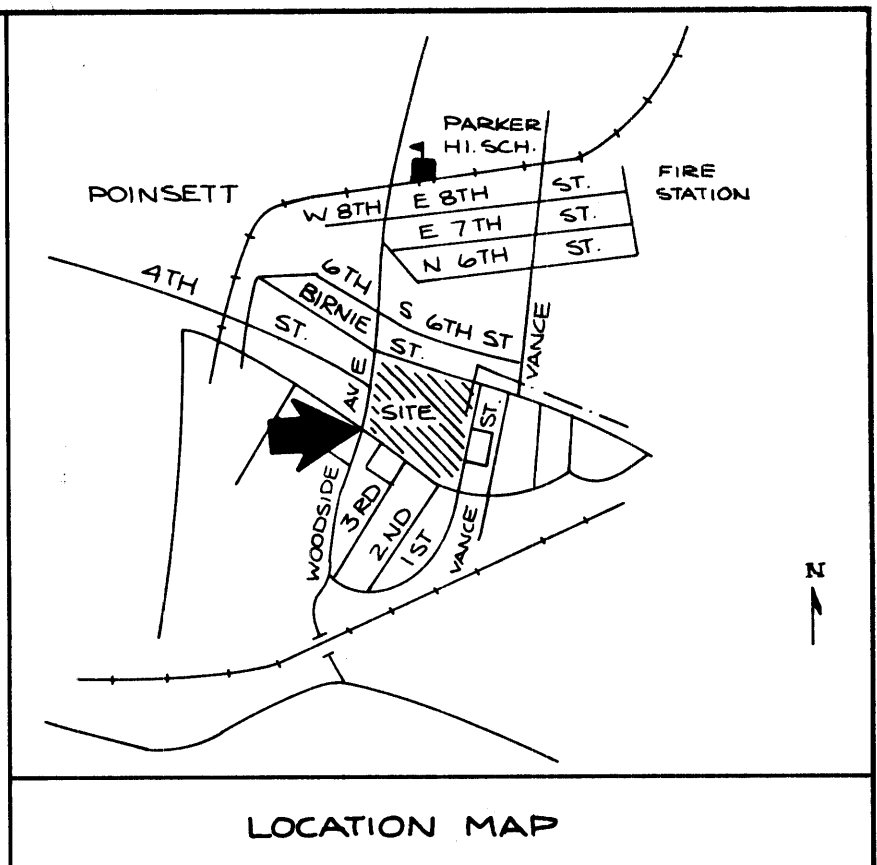 PARKER
HI. SCH.
POINSETT
FIRE
STATION
W 8TH E 8TH ST.
E 7TH ST.
N 6TH ST.
4TH ST.
6TH
BIRNIE ST.
S 6TH ST
VANCE ST.
SITE
WOODSIDE AVE
3RD
2ND
1ST
VANCE
N
LOCATION MAP